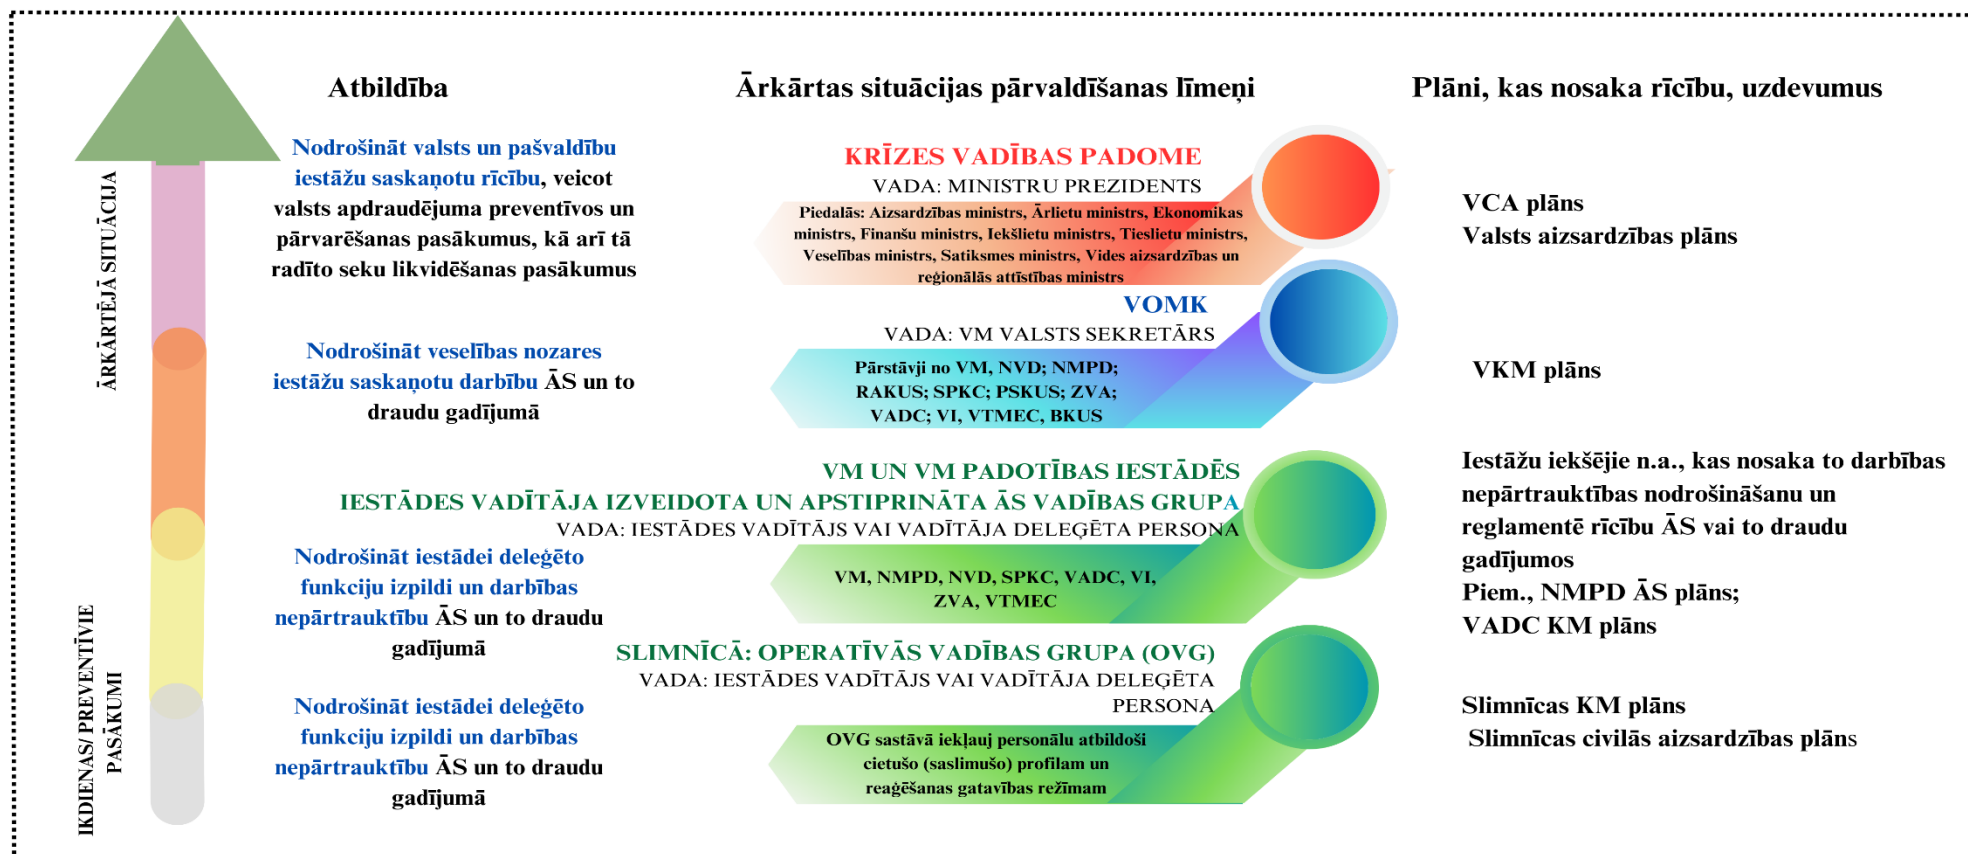 Atbildība
Ārkārtas situācijas pārvaldīšanas līmeņi
Plāni, kas nosaka rīcību, uzdevumus
ĀRKĀRTĒJĀ SITUĀCIJA
Nodrošināt valsts un pašvaldību
iestāžu saskaņotu rīcību, veicot
valsts apdraudējuma preventīvos un
pārvarēšanas pasākumus, kā arī tā
radīto seku likvidēšanas pasākumus
KRĪZES VADĪBAS PADOME
VADA: MINISTRU PREZIDENTS
Piedalās: Aizsardzības ministrs, Ārlietu ministrs, Ekonomikas
ministrs, Finanšu ministrs, Iekšlietu ministrs, Tieslietu ministrs,
Veselības ministrs, Satiksmes ministrs, Vides aizsardzības un
reģionālās attīstības ministrs
VCA plāns
Valsts aizsardzības plāns
Nodrošināt veselības nozares
iestāžu saskaņotu darbību ĀS un to
draudu gadījumā
VOMK
VADA: VM VALSTS SEKRETĀRS
Pārstāvji no VM, NVD; NMPD;
RAKUS; SPKC; PSKUS; ZVA;
VADC; VI, VTMEC, BKUS
VKM plāns
IKDIENAS/ PREVENTĪVIE
PASĀKUMI
Nodrošināt iestādei deleģēto
funkciju izpildi un darbības
nepārtrauktību ĀS un to draudu
gadījumā
VM UN VM PADOTĪBAS IESTĀDĒS
IESTĀDES VADĪTĀJA IZVEIDOTA UN APSTIPRINĀTA ĀS VADĪBAS GRUPA
VADA: IESTĀDES VADĪTĀJS VAI VADĪTĀJA DELEĢĒTA PERSONA
VM, NMPD, NVD, SPKC, VADC, VI,
ZVA, VTMEC
Iestāžu iekšējie n.a., kas nosaka to darbības
nepārtrauktības nodrošināšanu un
reglamentē rīcību ĀS vai to draudu
gadījumos
Piem., NMPD ĀS plāns;
VADC KM plāns
Nodrošināt iestādei deleģēto
funkciju izpildi un darbības
nepārtrauktību ĀS un to draudu
gadījumā
SLIMNĪCĀ: OPERATĪVĀS VADĪBAS GRUPA (OVG)
VADA: IESTĀDES VADĪTĀJS VAI VADĪTĀJA DELEĢĒTA
PERSONA
OVG sastāvā iekļauj personālu atbildoši
cietušo (saslimušo) profilam un
reaģēšanas gatavības režīmam
Slimnīcas KM plāns
Slimnīcas civilās aizsardzības plāns